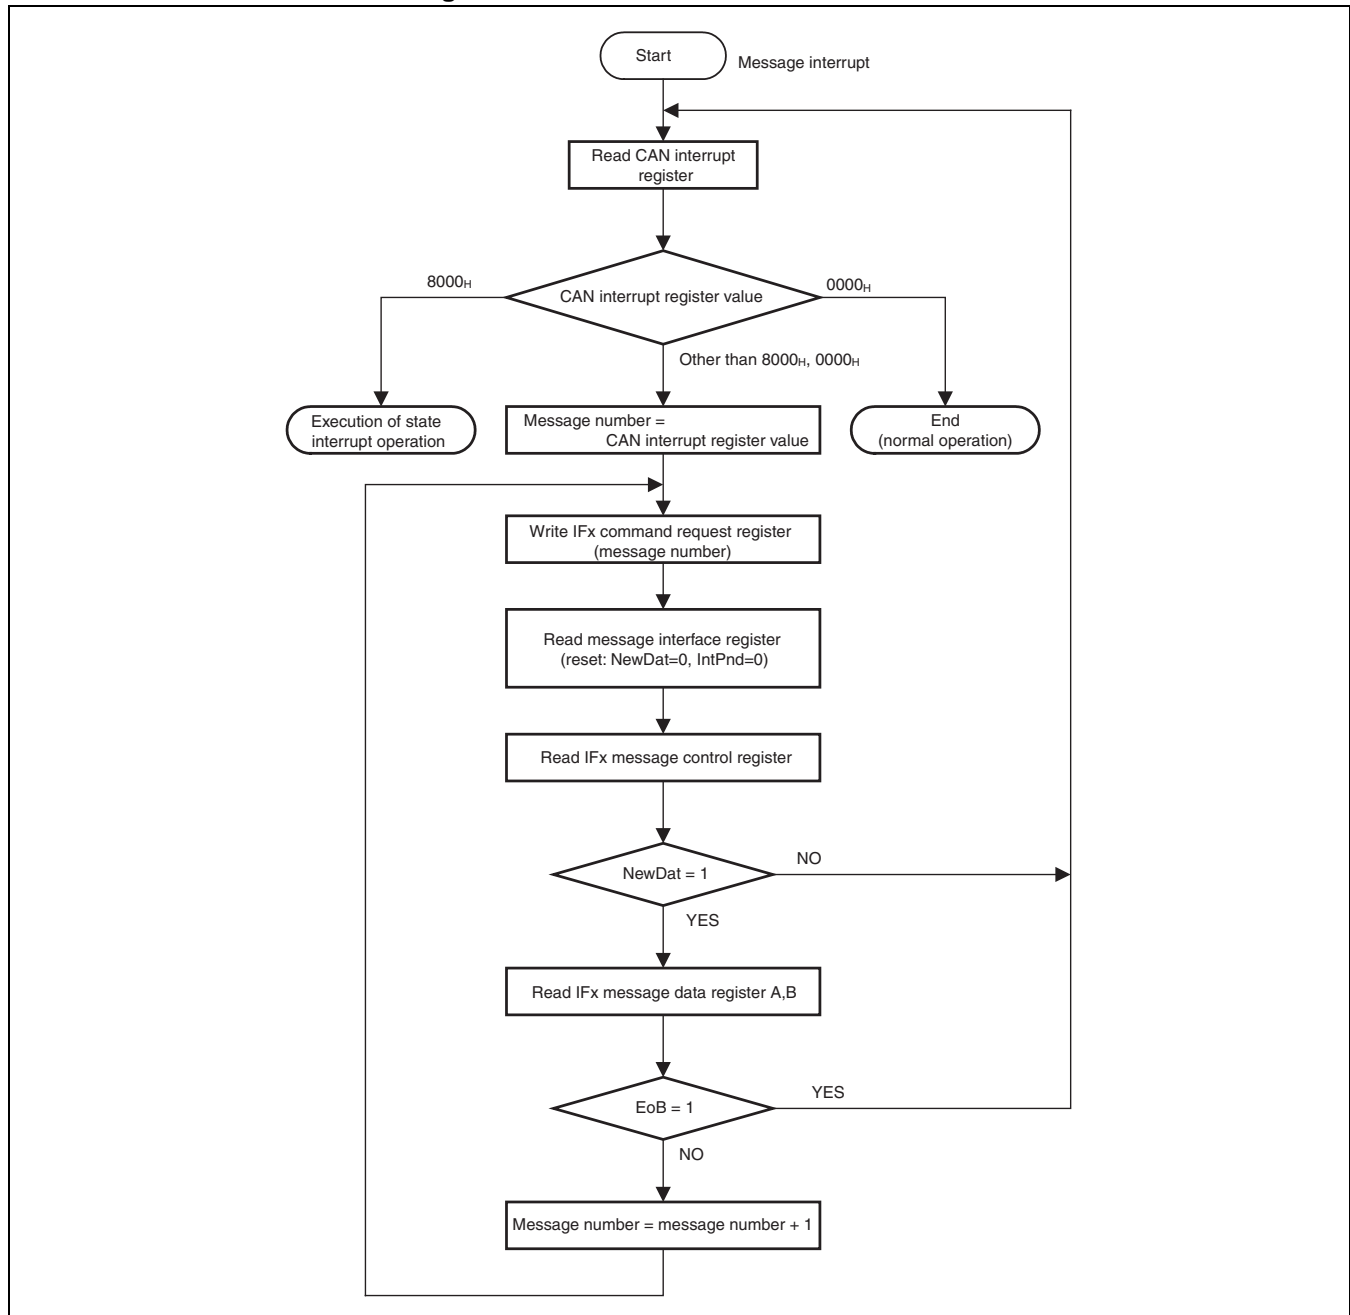 Start
Message interrupt
Read CAN interrupt
register
8000H
CAN interrupt register value
0000H
Other than 8000H, 0000H
Execution of state
interrupt operation
Message number =
CAN interrupt register value
End
(normal operation)
Write IFx command request register
(message number)
Read message interface register
(reset: NewDat=0, IntPnd=0)
Read IFx message control register
NewDat = 1
NO
YES
Read IFx message data register A,B
EoB = 1
YES
NO
Message number = message number + 1